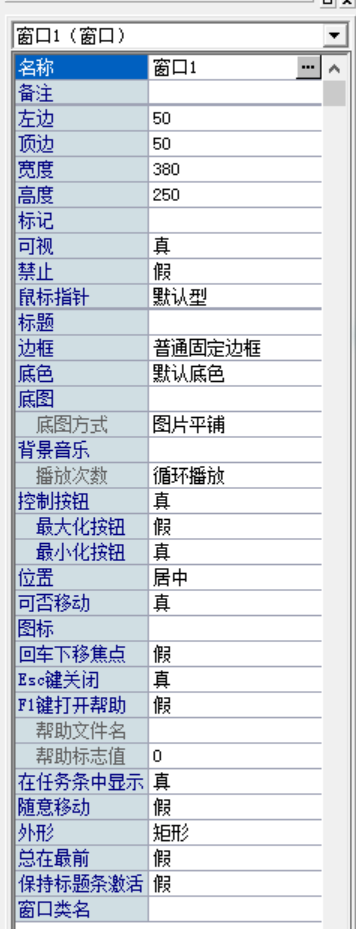 窗口1（窗口）
名称 窗口1 ...
备注
左边 50
顶边 50
宽度 380
高度 250
标记
可视 真
禁止 假
鼠标指针 默认型
标题
边框 普通固定边框
底色 默认底色
底图
底图方式 图片平铺
背景音乐
播放次数 循环播放
控制按钮 真
最大化按钮 假
最小化按钮 真
位置 居中
可否移动 真
图标
回车下移焦点 假
Esc键关闭 真
F1键打开帮助 假
帮助文件名
帮助标志值 0
在任务条中显示 真
随意移动 假
外形 矩形
总在最前 假
保持标题条激活 假
窗口类名